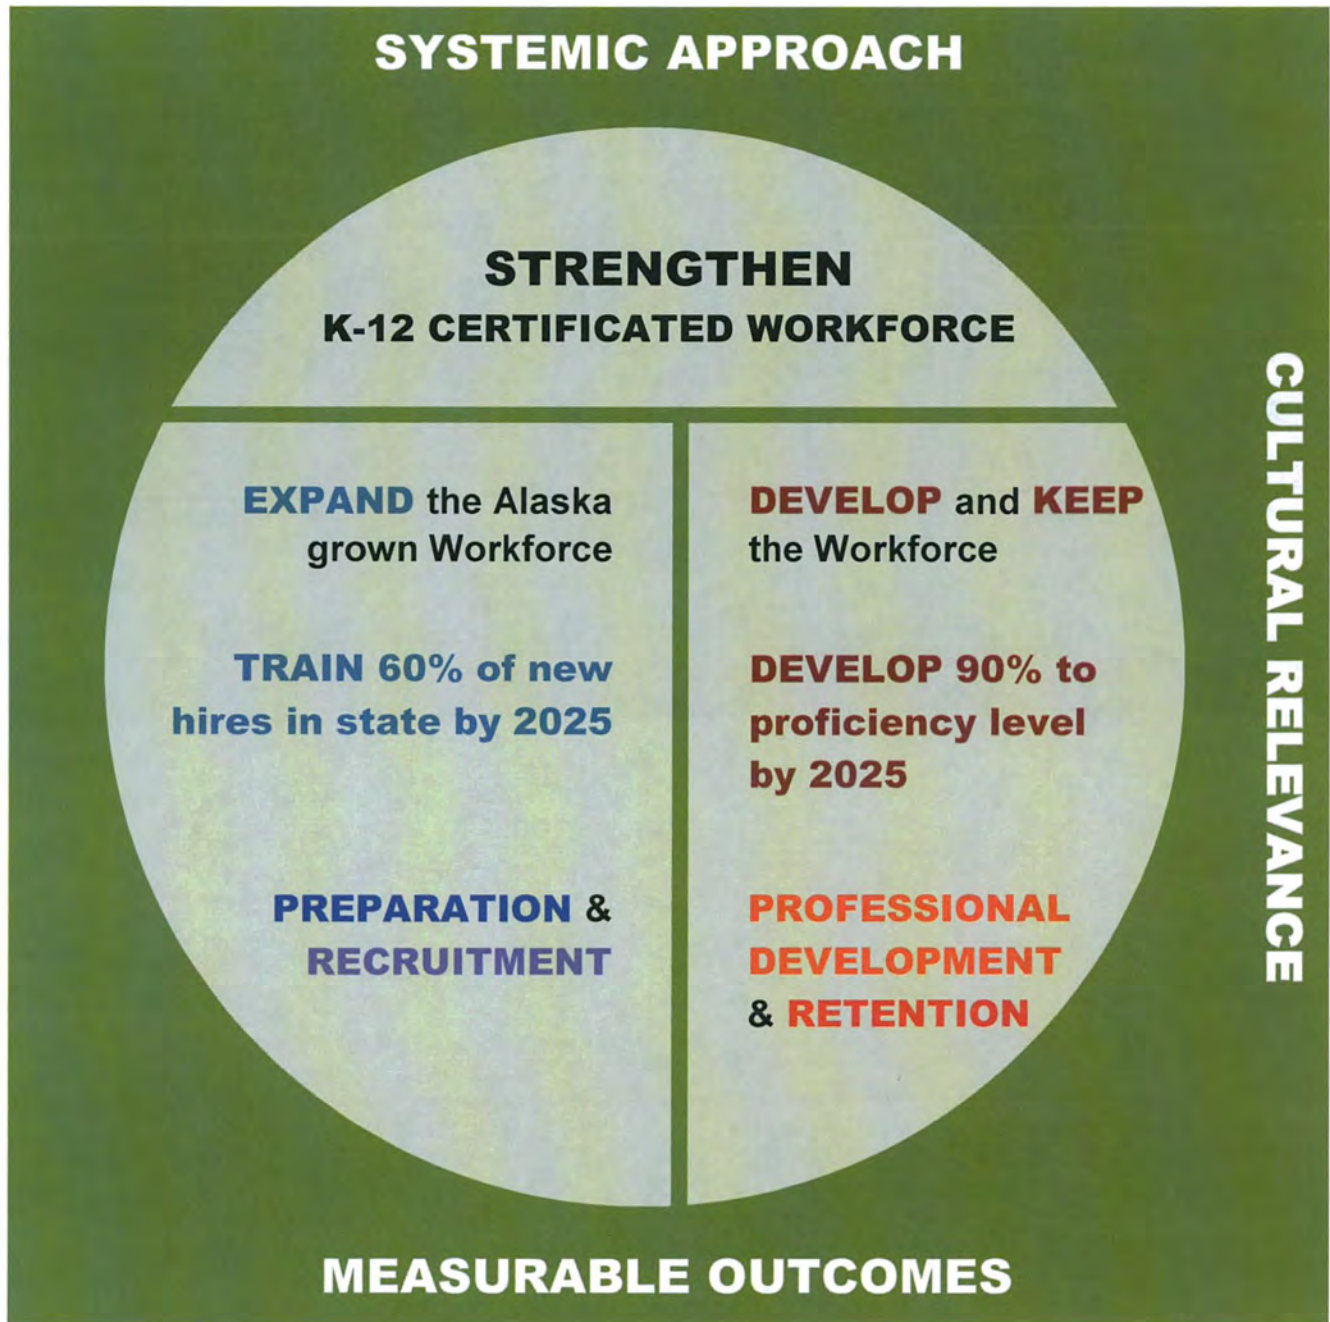 SYSTEMIC APPROACH
STRENGTHEN
K-12 CERTIFICATED WORKFORCE
EXPAND the Alaska
grown Workforce
TRAIN 60% of new
hires in state by 2025
PREPARATION &
RECRUITMENT
DEVELOP and KEEP
the Workforce
DEVELOP 90% to
proficiency level
by 2025
PROFESSIONAL
DEVELOPMENT
& RETENTION
CULTURAL RELEVANCE
MEASURABLE OUTCOMES